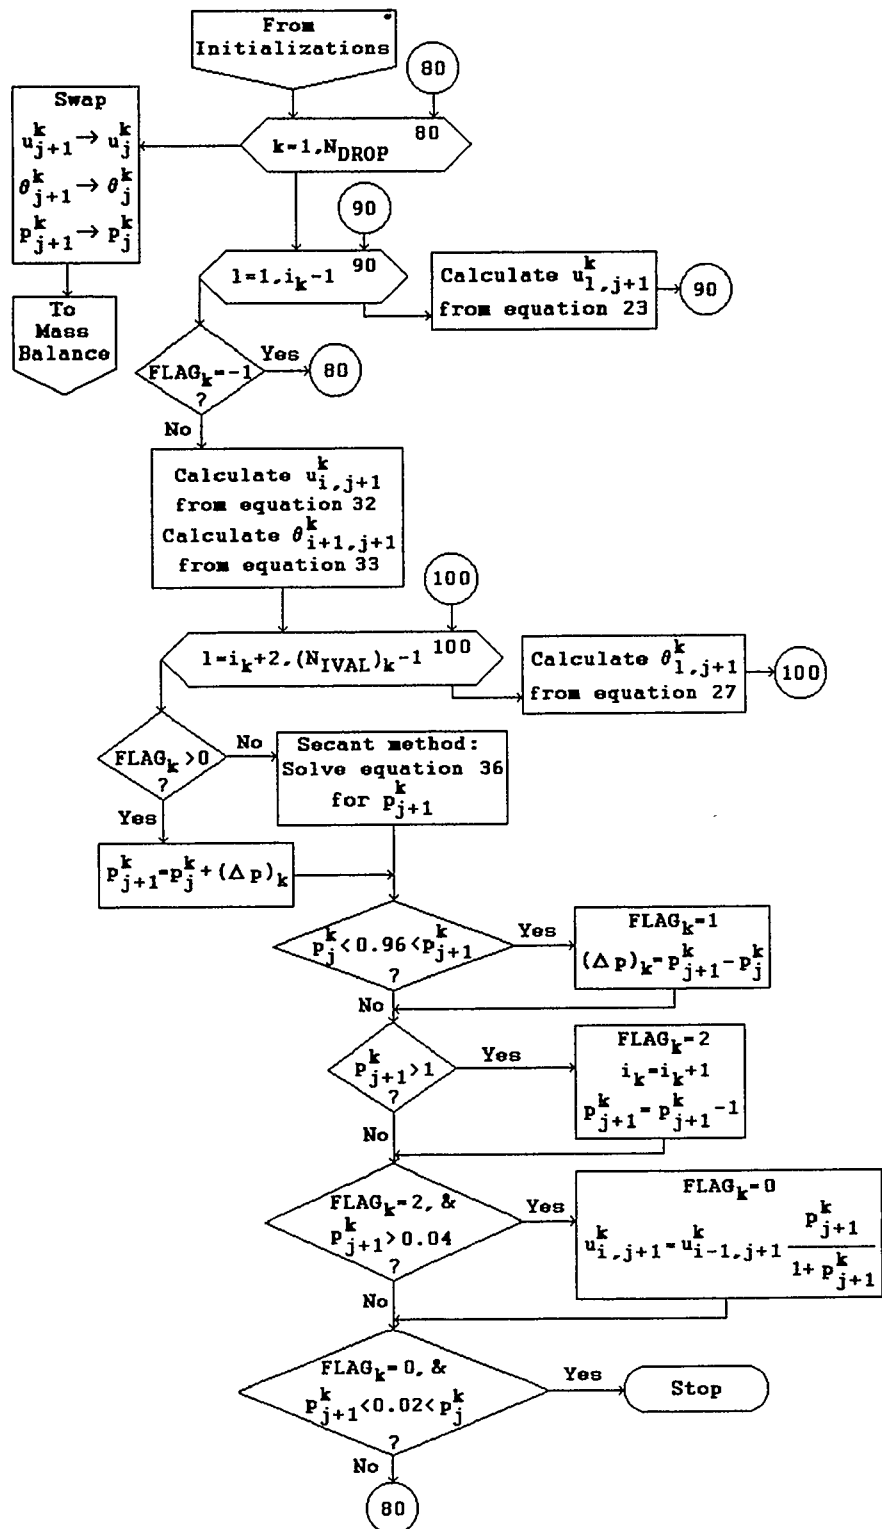 From
Initializations
80
Swap
u^k_{j+1} → u^k_j
θ^k_{j+1} → θ^k_j
p^k_{j+1} → p^k_j
To
Mass
Balance
k=1,N_{DROP} 80
90
l=1,i_k-1 90
Calculate u^k_{l,j+1}
from equation 23
90
FLAG_k=-1
?
Yes
80
No
Calculate u^k_{i,j+1}
from equation 32
Calculate θ^k_{i+1,j+1}
from equation 33
100
l=i_k+2,(N_{IVAL})_k-1 100
Calculate θ^k_{l,j+1}
from equation 27
100
FLAG_k>0
?
No
Secant method:
Solve equation 36
for p^k_{j+1}
Yes
p^k_{j+1}=p^k_j+(Δp)_k
p^k_j<0.96<p^k_{j+1}
?
Yes
FLAG_k=1
(Δp)_k=p^k_{j+1}-p^k_j
No
p^k_{j+1}>1
?
Yes
FLAG_k=2
i_k=i_k+1
p^k_{j+1}=p^k_{j+1}-1
No
FLAG_k=2, &
p^k_{j+1}>0.04
?
Yes
FLAG_k=0
u^k_{i,j+1}=u^k_{i-1,j+1} p^k_{j+1}/(1+p^k_{j+1})
No
FLAG_k=0, &
p^k_{j+1}<0.02<p^k_j
?
Yes
Stop
No
80